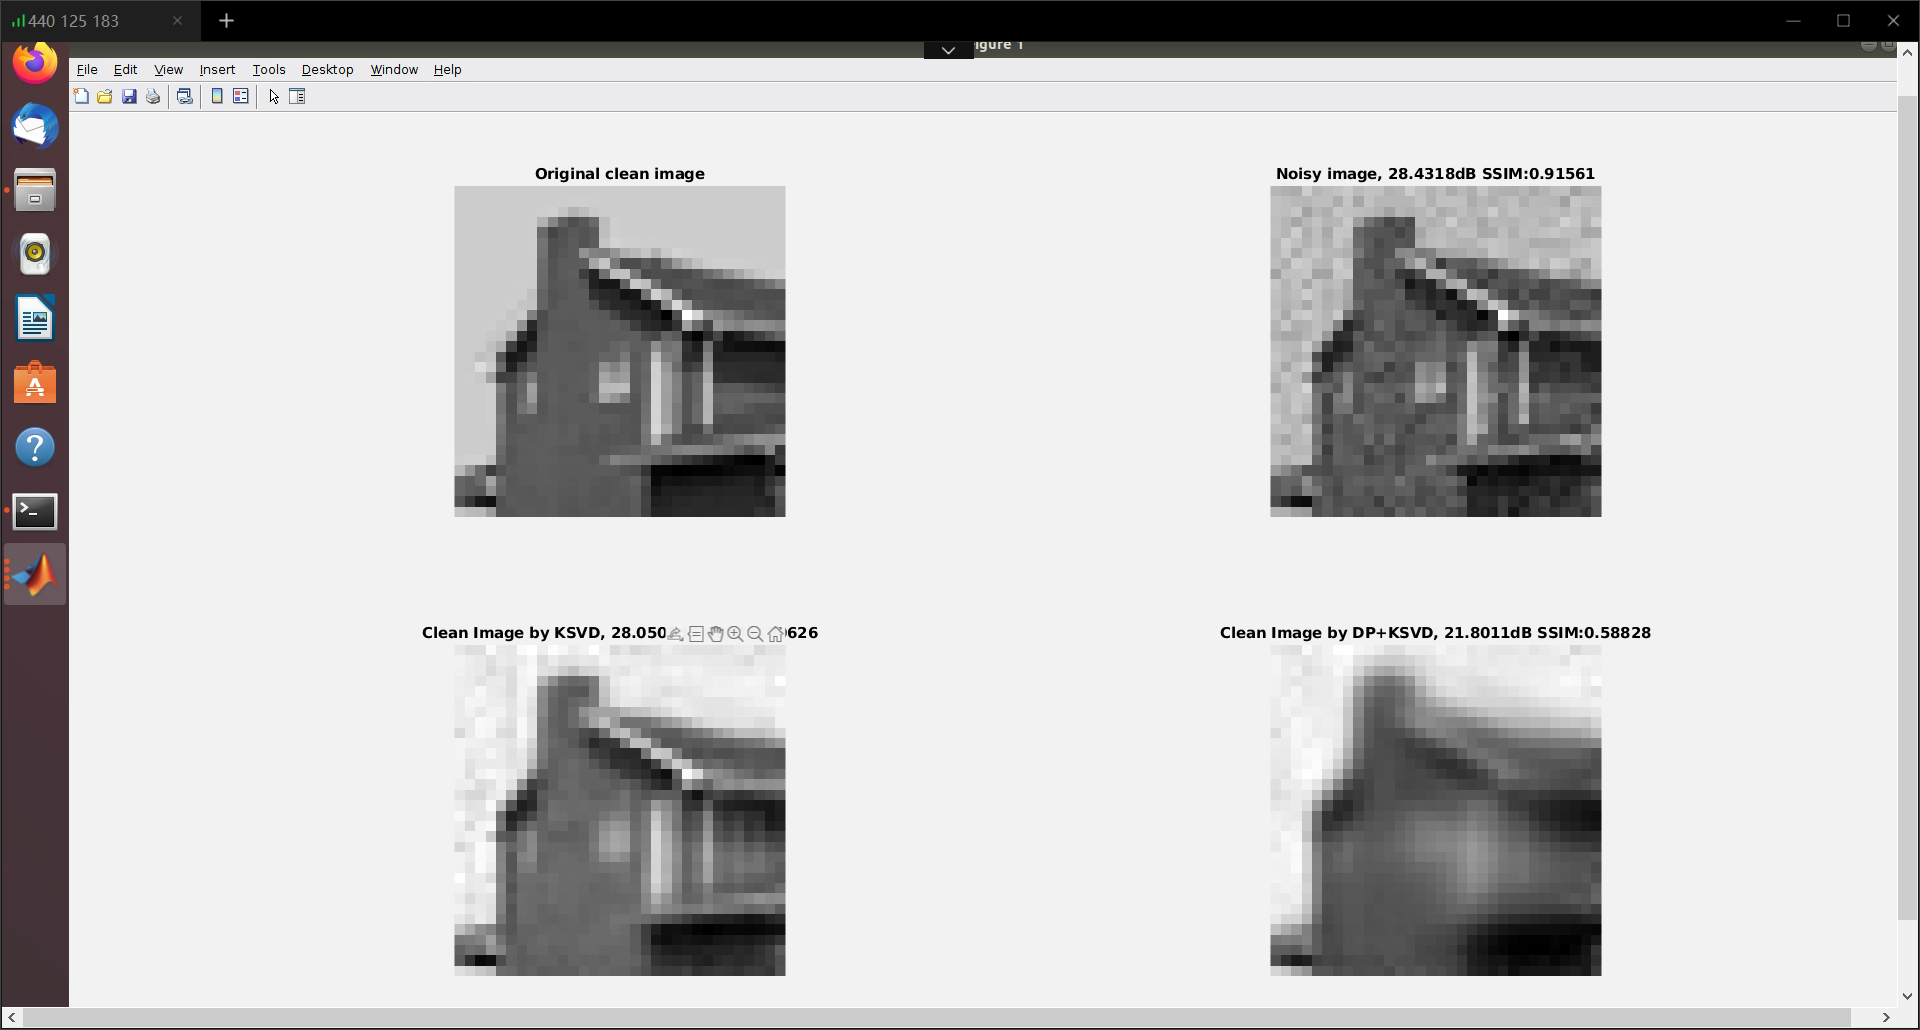 440 125 183
igure 1
File Edit View Insert Tools Desktop Window Help
Original clean image
Noisy image, 28.4318dB SSIM:0.91561
Clean Image by KSVD, 28.050 626
Clean Image by DP+KSVD, 21.8011dB SSIM:0.58828